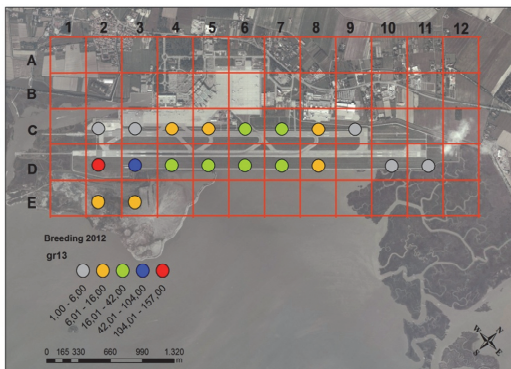 1 2 3 4 5 6 7 8 9 10 11 12
A
B
C
D
E
Breeding 2012
gr13
1,00 - 6,00
6,01 - 16,00
16,01 - 42,00
42,01 - 104,00
104,01 - 157,00
0 165 330 660 990 1.320
m
W N
S E